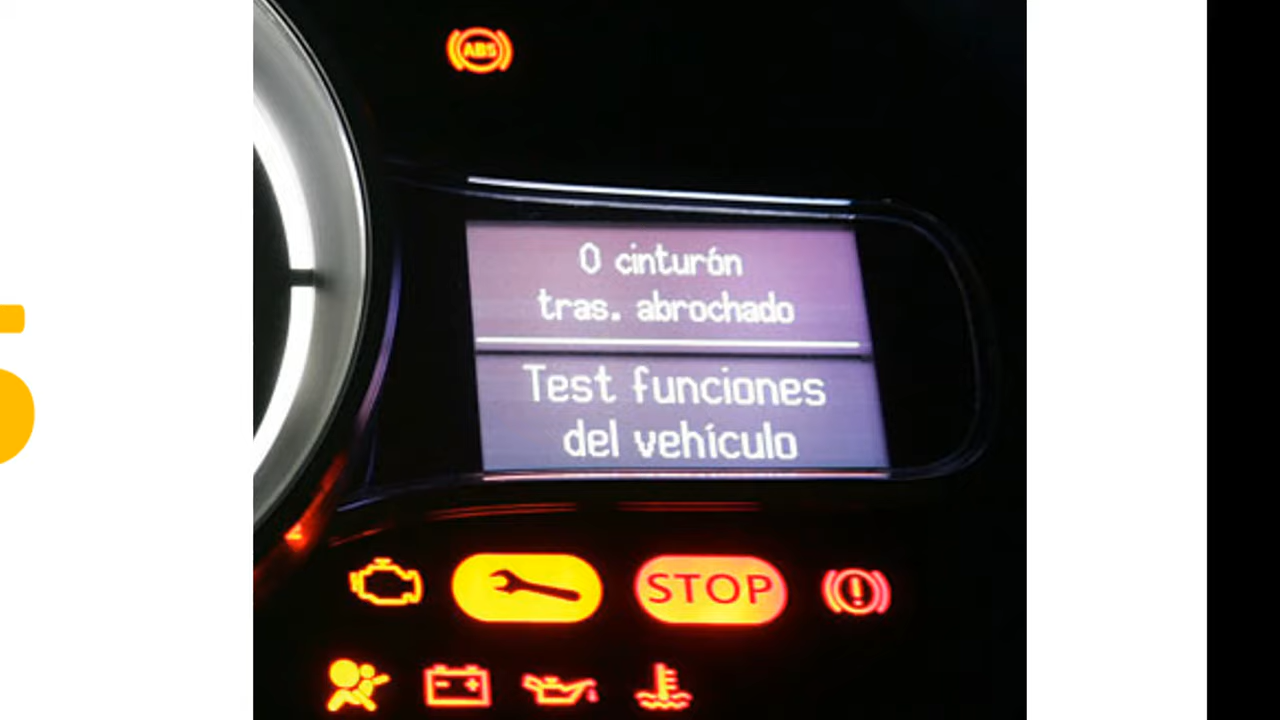 ABS
0 cinturón
tras. abrochado
Test funciones
del vehículo
STOP